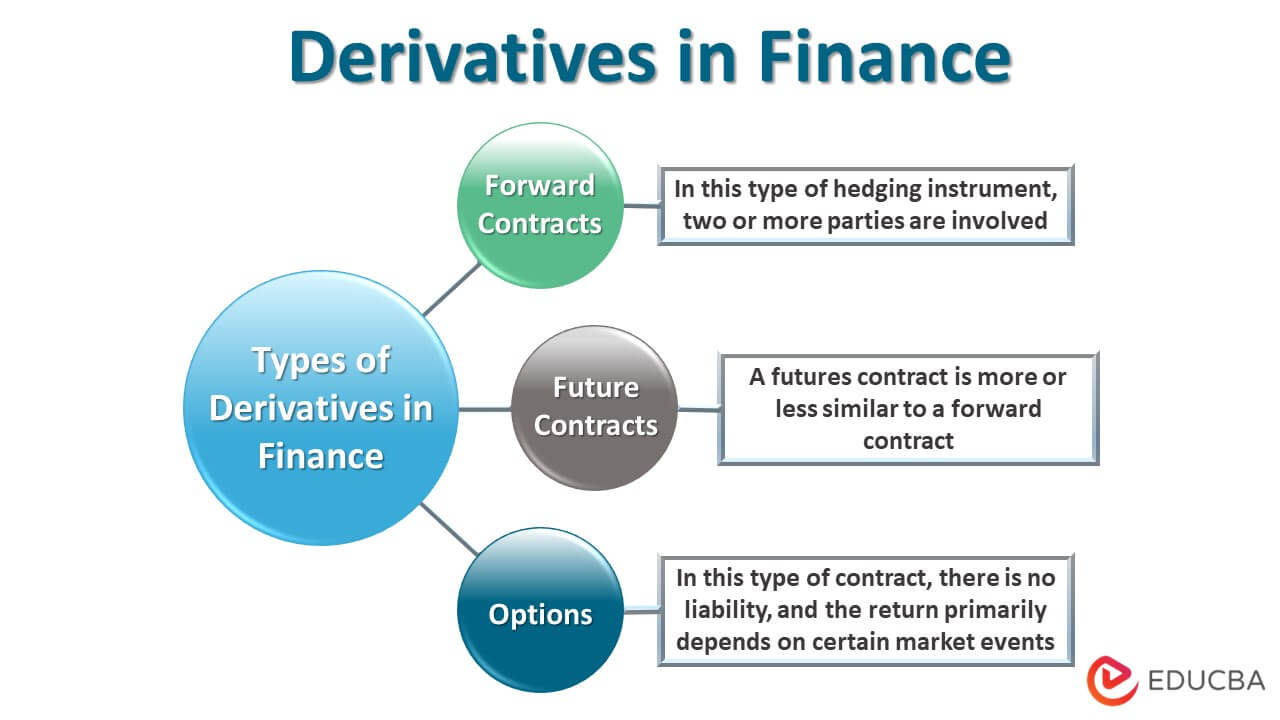 Derivatives in Finance
Forward
Contracts
In this type of hedging instrument,
two or more parties are involved
Types of
Derivatives in
Finance
Future
Contracts
A futures contract is more or
less similar to a forward
contract
Options
In this type of contract, there is no
liability, and the return primarily
depends on certain market events
EDUCBA